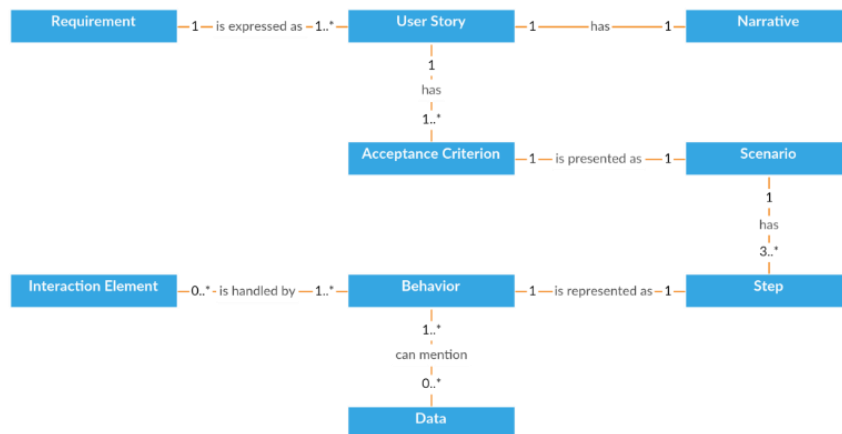 Requirement 1 is expressed as 1..* User Story 1 has 1 Narrative
1
has
1..*
Acceptance Criterion 1 is presented as 1 Scenario
1
has
3..*
Interaction Element 0..* is handled by 1..* Behavior 1 is represented as 1 Step
1..*
can mention
0..*
Data